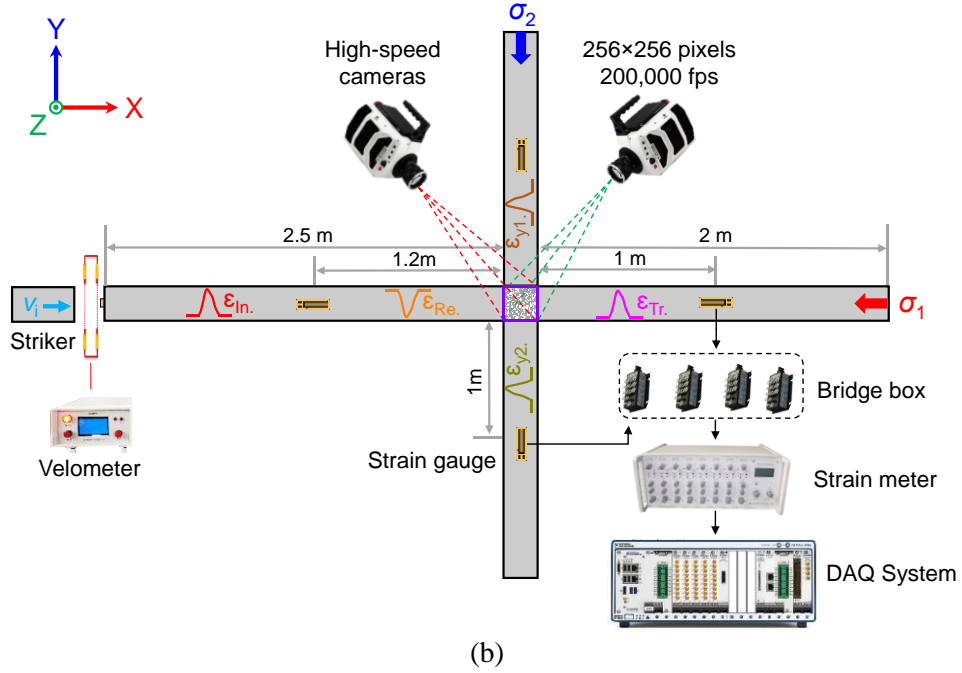 σ2
Y
X
Z
High-speed
cameras
256×256 pixels
200,000 fps
εy1.
2.5 m
2 m
1.2m
1 m
Vi
εIn.
εRe.
εTr.
σ1
Striker
εy2.
1m
Bridge box
Velometer
Strain gauge
Strain meter
DAQ System
(b)